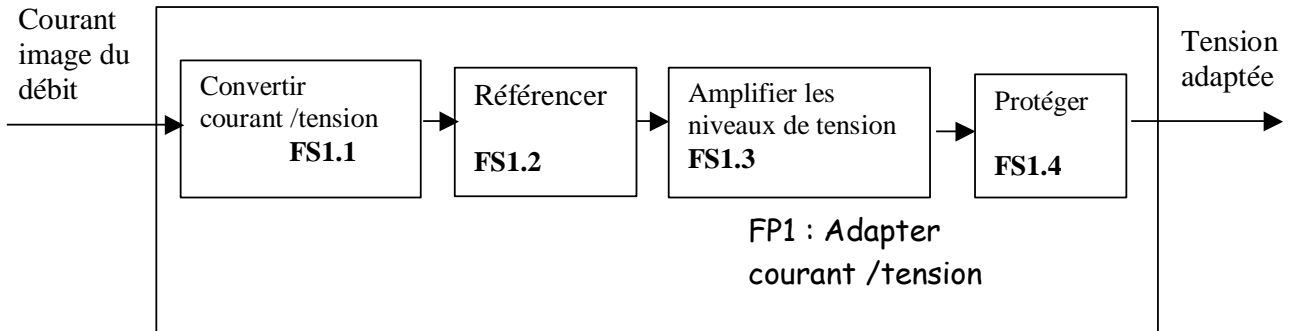 Courant
image du
débit
Convertir
courant /tension
FS1.1
Référencer
FS1.2
Amplifier les
niveaux de tension
FS1.3
Protéger
FS1.4
Tension
adaptée
FP1 : Adapter
courant /tension